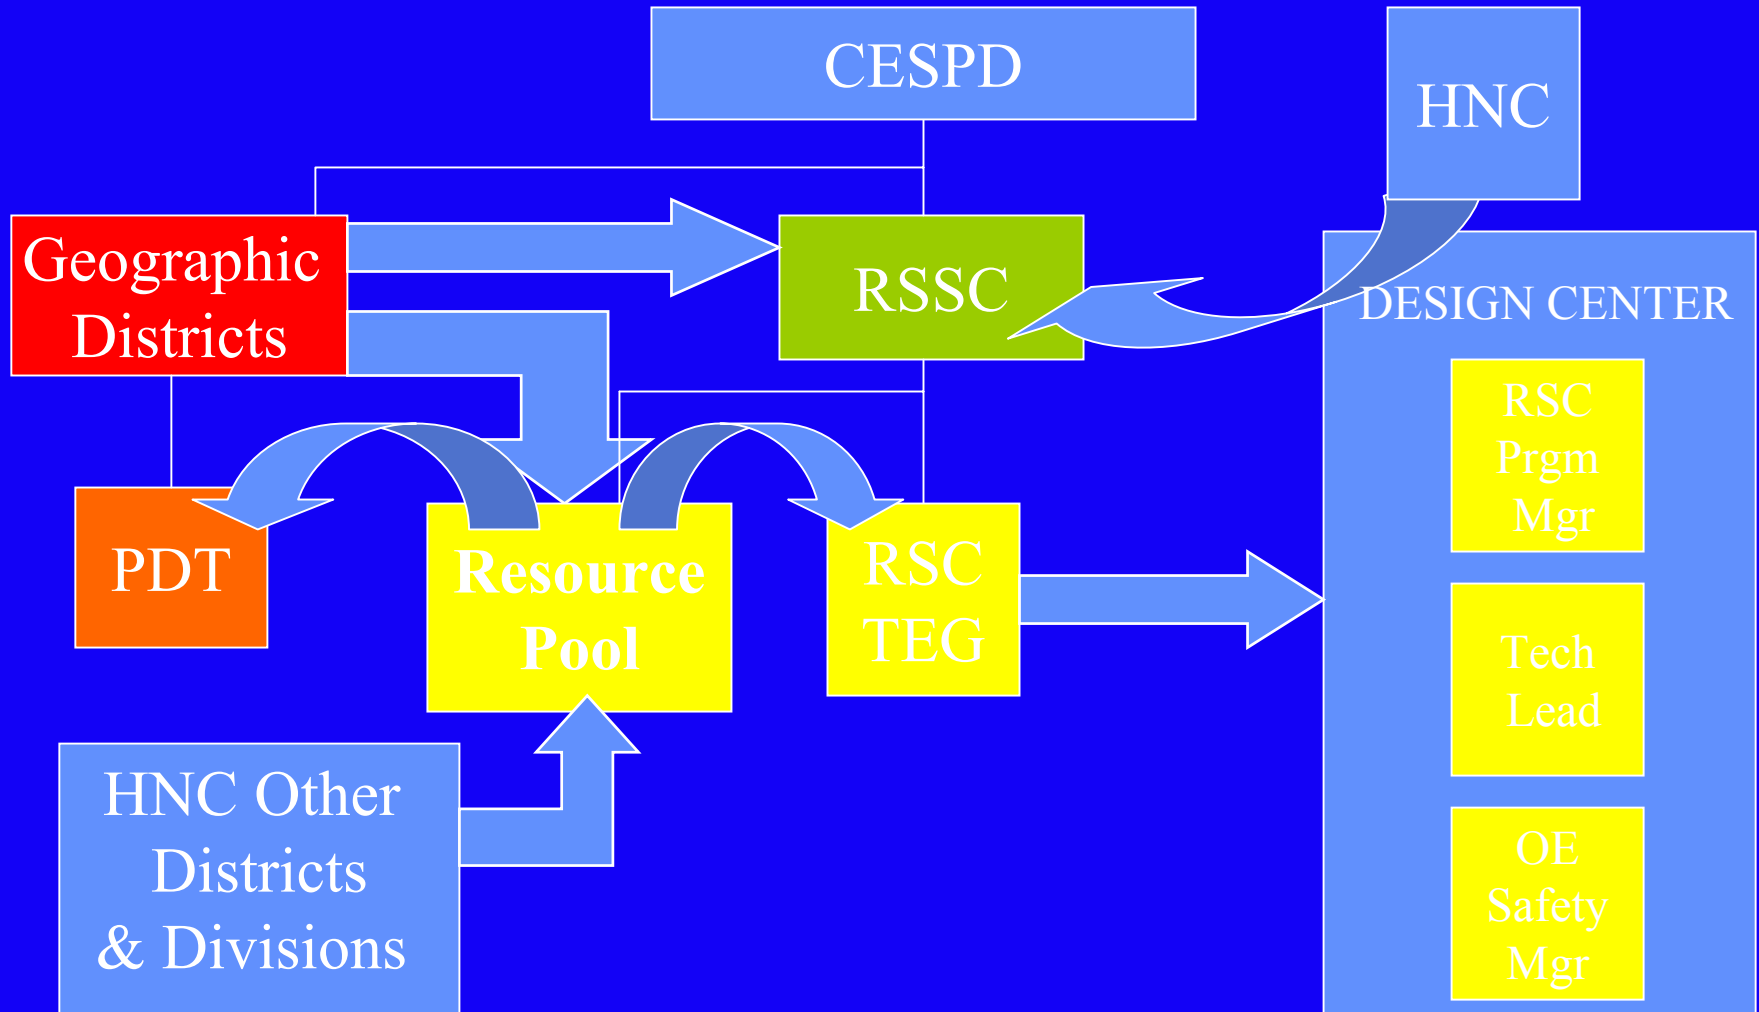 CESPD
HNC
Geographic
Districts
RSSC
DESIGN CENTER
RSC
Prgm
Mgr
PDT
Resource
Pool
RSC
TEG
Tech
Lead
HNC Other
Districts
& Divisions
OE
Safety
Mgr